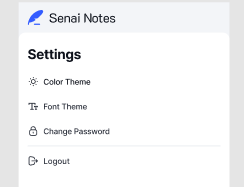 Senai Notes
Settings
Color Theme
Font Theme
Change Password
Logout